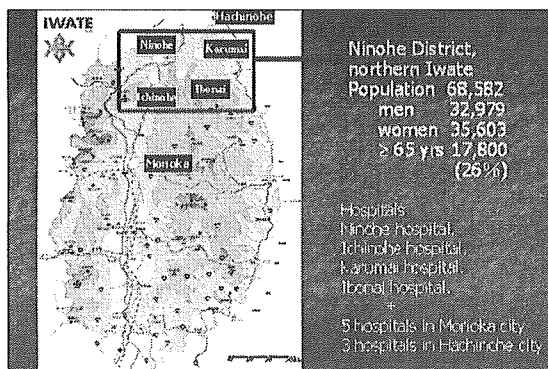 IWATE
Hachinohe
Ninohe
Karumai
Ichinohe
Ibonai
Morioka
Ninohe District,
northern Iwate
Population 68,582
men 32,979
women 35,603
≥ 65 yrs 17,800
(26%)
Hospitals
Ninohe hospital,
Ichinohe hospital,
Karumai hospital,
Ibonai hospital,
+
5 hospitals in Morioka city
3 hospitals in Hachinohe city